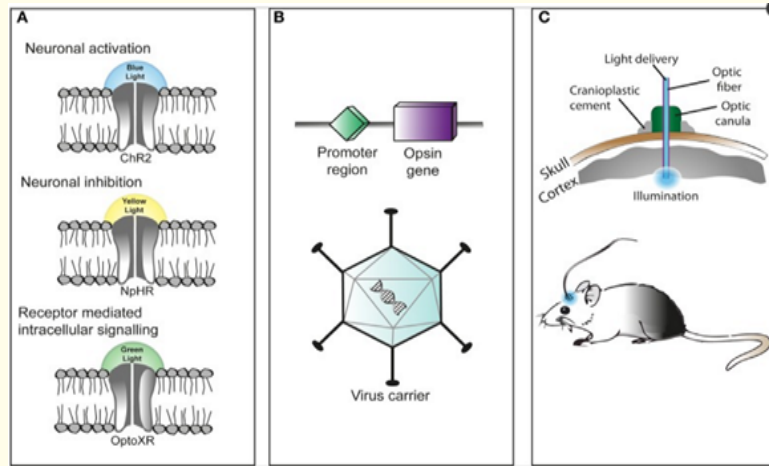 A
Neuronal activation
Blue
Light
ChR2
Neuronal inhibition
Yellow
Light
NpHR
Receptor mediated
intracellular signalling
Green
Light
OptoXR
B
Promoter
region
Opsin
gene
Virus carrier
C
Light delivery
Optic
fiber
Cranioplastic
cement
Optic
canula
Skull
Cortex
Illumination